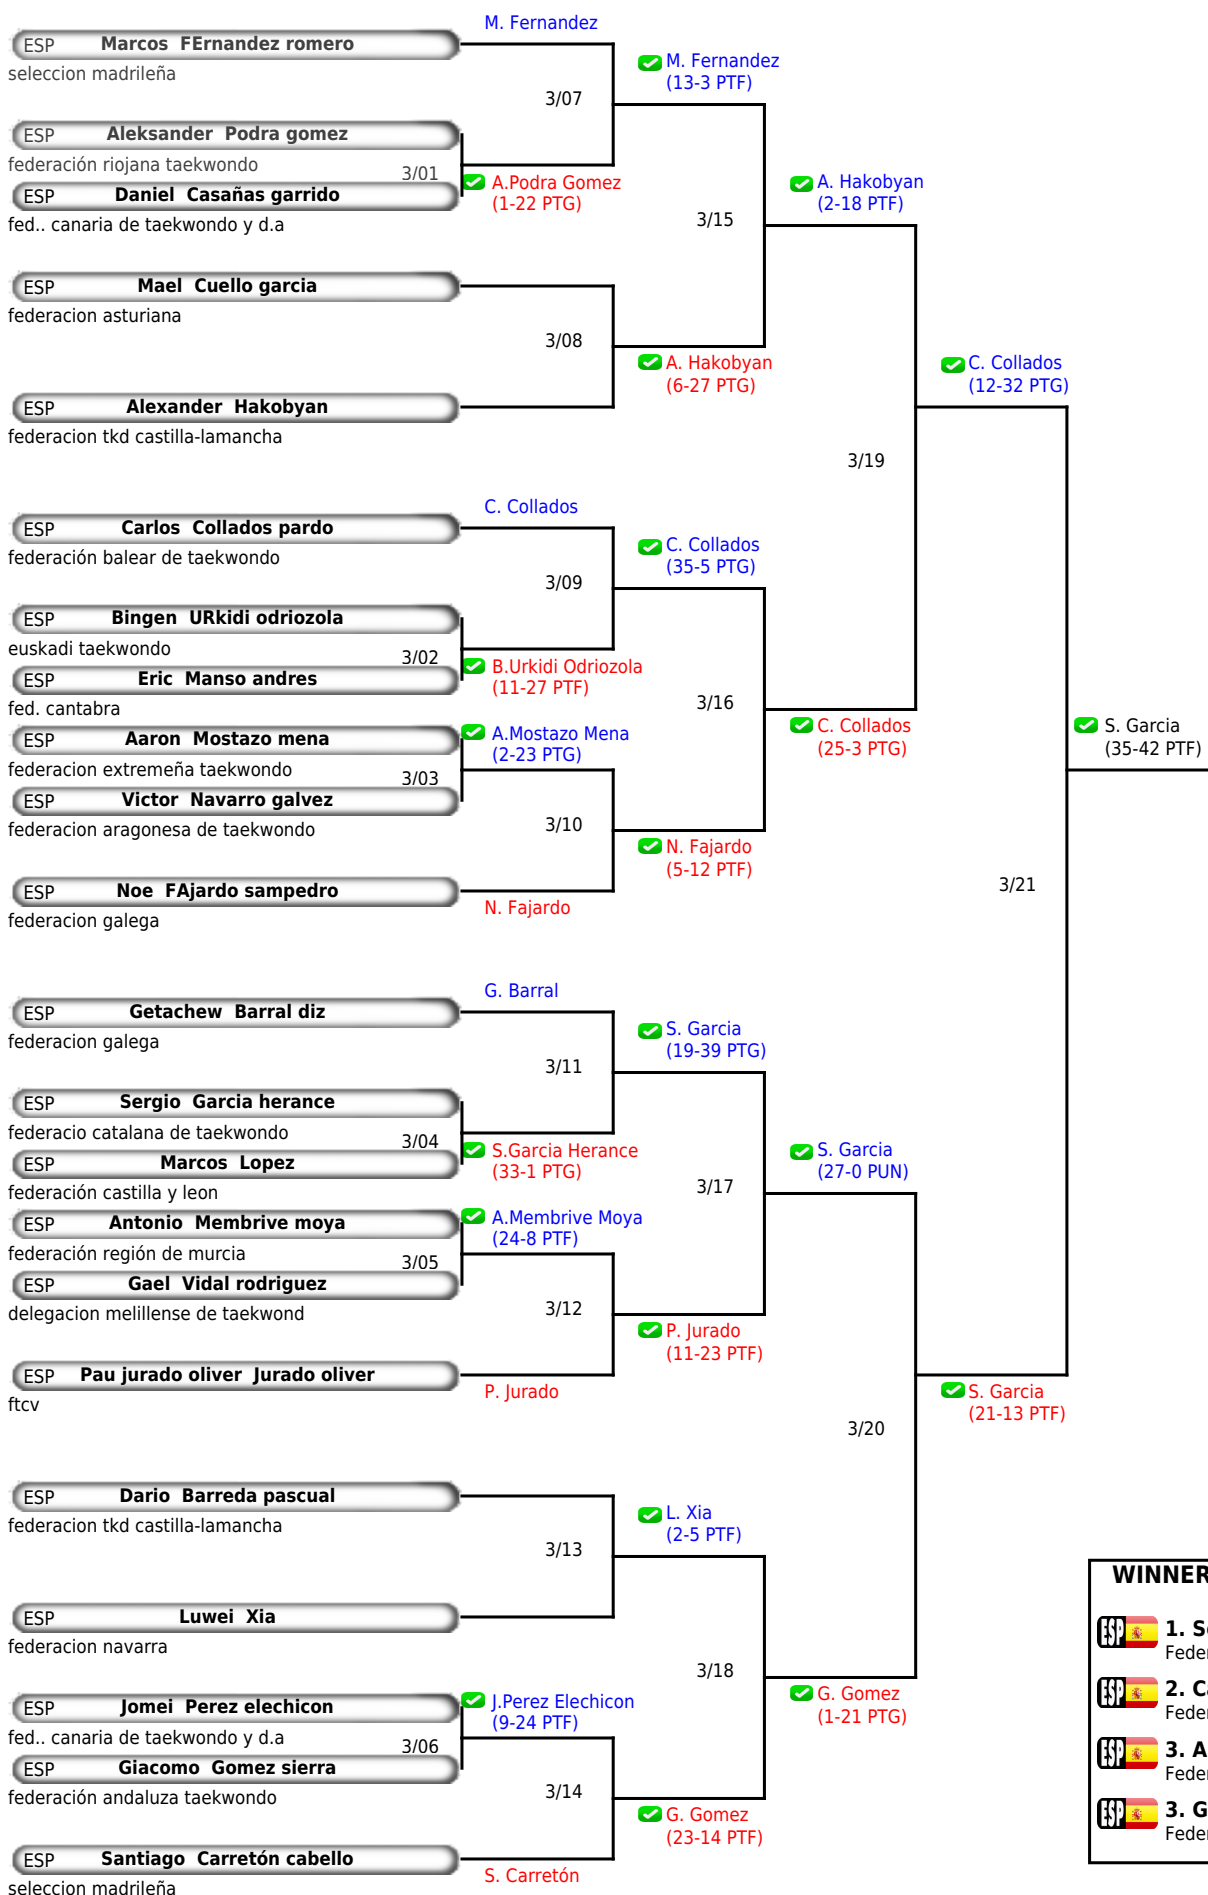 M. Fernandez
ESP Marcos FErnandez romero
seleccion madrileña
M. Fernandez
(13-3 PTF)
3/07
ESP Aleksander Podra gomez
federación riojana taekwondo
3/01
A.Podra Gomez
(1-22 PTG)
ESP Daniel Casañas garrido
fed.. canaria de taekwondo y d.a
A. Hakobyan
(2-18 PTF)
3/15
ESP Mael Cuello garcia
federacion asturiana
3/08
A. Hakobyan
(6-27 PTG)
C. Collados
(12-32 PTG)
ESP Alexander Hakobyan
federacion tkd castilla-lamancha
3/19
C. Collados
ESP Carlos Collados pardo
federación balear de taekwondo
C. Collados
(35-5 PTG)
3/09
ESP Bingen URkidi odriozola
euskadi taekwondo
3/02
B.Urkidi Odriozola
(11-27 PTF)
ESP Eric Manso andres
fed. cantabra
3/16
A.Mostazo Mena
(2-23 PTG)
C. Collados
(25-3 PTG)
S. Garcia
(35-42 PTF)
ESP Aaron Mostazo mena
federacion extremeña taekwondo
3/03
ESP Victor Navarro galvez
federacion aragonesa de taekwondo
3/10
N. Fajardo
(5-12 PTF)
ESP Noe FAjardo sampedro
federacion galega
N. Fajardo
3/21
G. Barral
ESP Getachew Barral diz
federacion galega
S. Garcia
(19-39 PTG)
3/11
ESP Sergio Garcia herance
federacio catalana de taekwondo
3/04
S.Garcia Herance
(33-1 PTG)
ESP Marcos Lopez
federación castilla y leon
S. Garcia
(27-0 PUN)
3/17
A.Membrive Moya
(24-8 PTF)
ESP Antonio Membrive moya
federación región de murcia
3/05
ESP Gael Vidal rodriguez
delegacion melillense de taekwond
3/12
P. Jurado
(11-23 PTF)
ESP Pau jurado oliver Jurado oliver
ftcv
P. Jurado
S. Garcia
(21-13 PTF)
3/20
ESP Dario Barreda pascual
federacion tkd castilla-lamancha
L. Xia
(2-5 PTF)
3/13
ESP Luwei Xia
federacion navarra
3/18
J.Perez Elechicon
(9-24 PTF)
G. Gomez
(1-21 PTG)
ESP Jomei Perez elechicon
fed.. canaria de taekwondo y d.a
3/06
ESP Giacomo Gomez sierra
federación andaluza taekwondo
3/14
G. Gomez
(23-14 PTF)
ESP Santiago Carretón cabello
seleccion madrileña
S. Carretón
WINNER
ESP 1. S
Feder
ESP 2. Ca
Feder
ESP 3. A
Feder
ESP 3. G
Feder